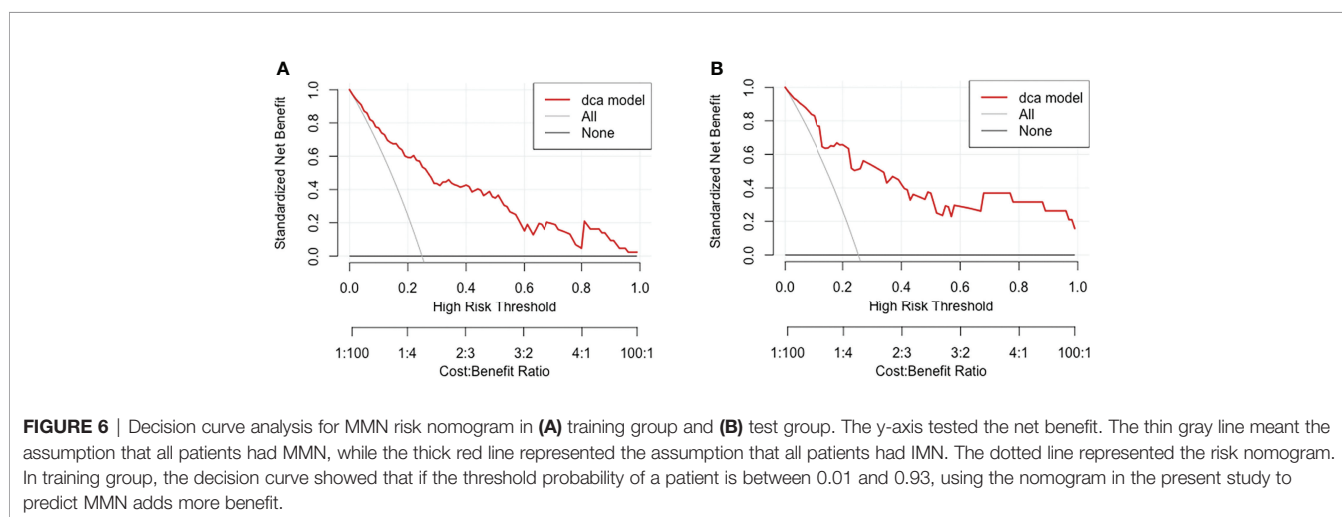 A
B
dca model
All
None
dca model
All
None
Standardized Net Benefit
0.0 0.2 0.4 0.6 0.8 1.0
Standardized Net Benefit
0.0 0.2 0.4 0.6 0.8 1.0
0.0 0.2 0.4 0.6 0.8 1.0
High Risk Threshold
0.0 0.2 0.4 0.6 0.8 1.0
High Risk Threshold
1:100 1:4 2:3 3:2 4:1 100:1
Cost:Benefit Ratio
1:100 1:4 2:3 3:2 4:1 100:1
Cost:Benefit Ratio
FIGURE 6 | Decision curve analysis for MMN risk nomogram in (A) training group and (B) test group. The y-axis tested the net benefit. The thin gray line meant the
assumption that all patients had MMN, while the thick red line represented the assumption that all patients had IMN. The dotted line represented the risk nomogram.
In training group, the decision curve showed that if the threshold probability of a patient is between 0.01 and 0.93, using the nomogram in the present study to
predict MMN adds more benefit.